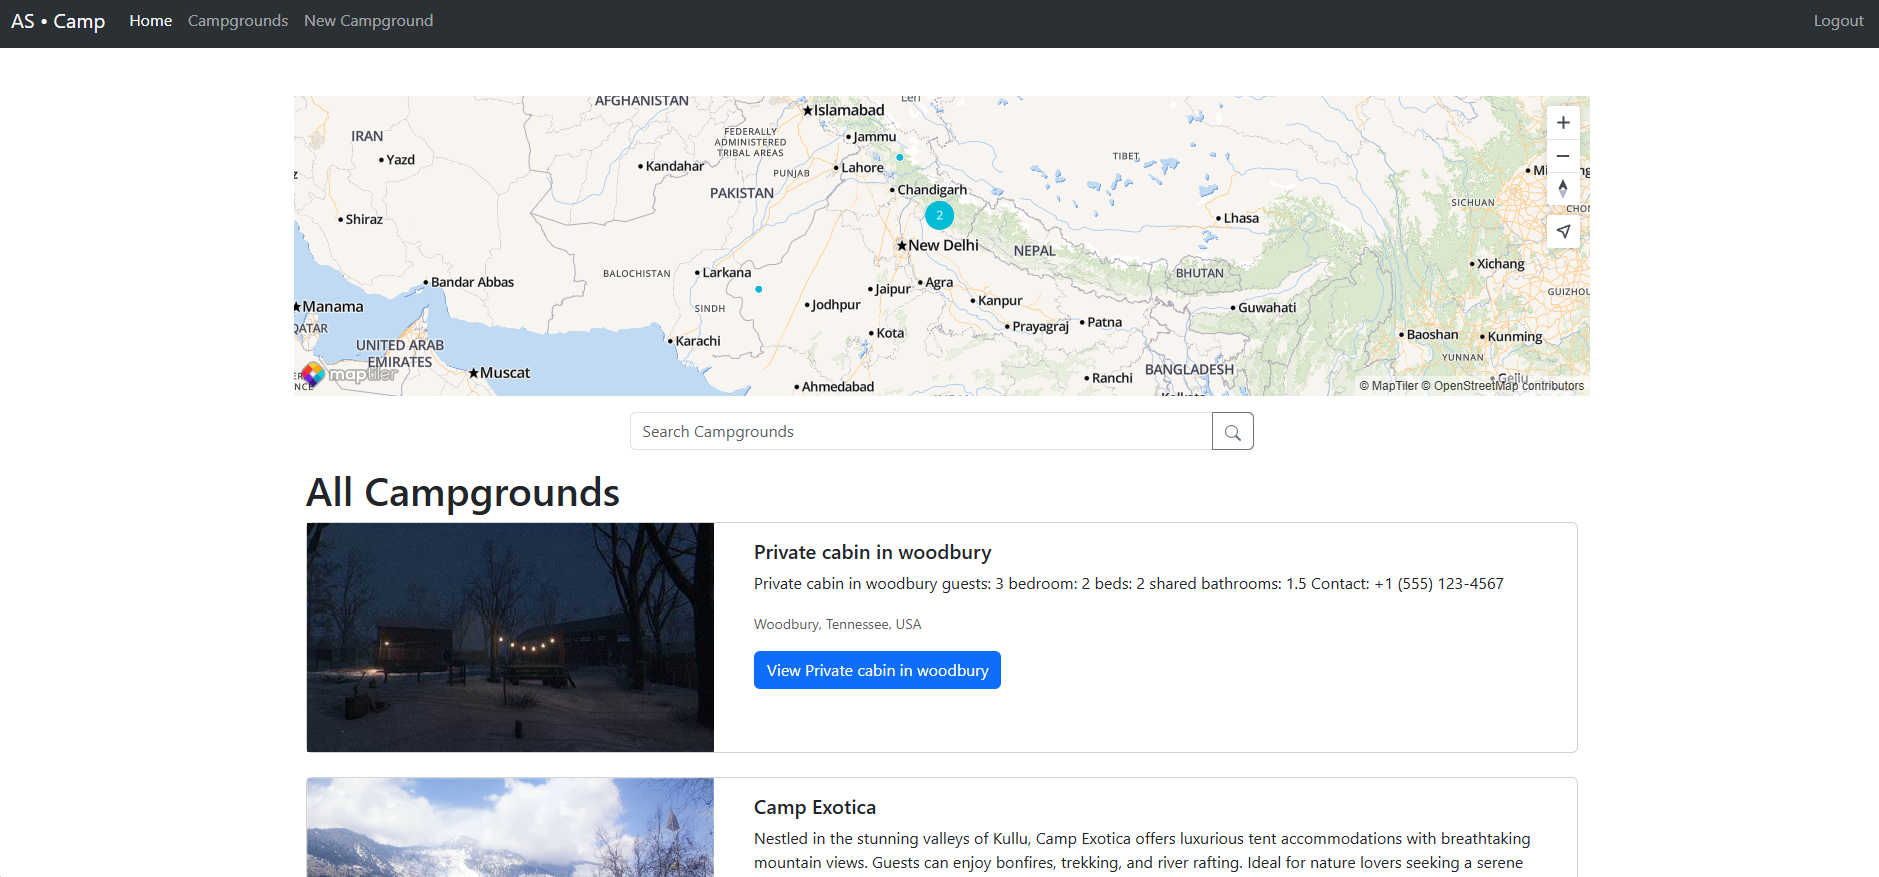 AS • Camp Home Campgrounds New Campground Logout
AFGHANISTAN
Islamabad
IRAN
Jammu
FEDERALLY
ADMINISTERED
TRIBAL AREAS
Yazd
Kandahar
Lahore
PUNJAB
TIBET
PAKISTAN
Chandigarh
SICHUAN
Shiraz
2
Lhasa
New Delhi
NEPAL
BALOCHISTAN
Larkana
BHUTAN
Xichang
Bandar Abbas
Jaipur
Agra
GUIZHOU
Manama
SINDH
Jodhpur
Kanpur
Guwahati
QATAR
Prayagraj
Patna
Kota
Karachi
Baoshan
Kunming
UNITED ARAB
EMIRATES
YUNNAN
Muscat
BANGLADESH
maptiler
Ranchi
Ahmedabad
Gejiu
© MapTiler © OpenStreetMap contributors
Search Campgrounds
All Campgrounds
Private cabin in woodbury
Private cabin in woodbury guests: 3 bedroom: 2 beds: 2 shared bathrooms: 1.5 Contact: +1 (555) 123-4567
Woodbury, Tennessee, USA
View Private cabin in woodbury
Camp Exotica
Nestled in the stunning valleys of Kullu, Camp Exotica offers luxurious tent accommodations with breathtaking
mountain views. Guests can enjoy bonfires, trekking, and river rafting. Ideal for nature lovers seeking a serene